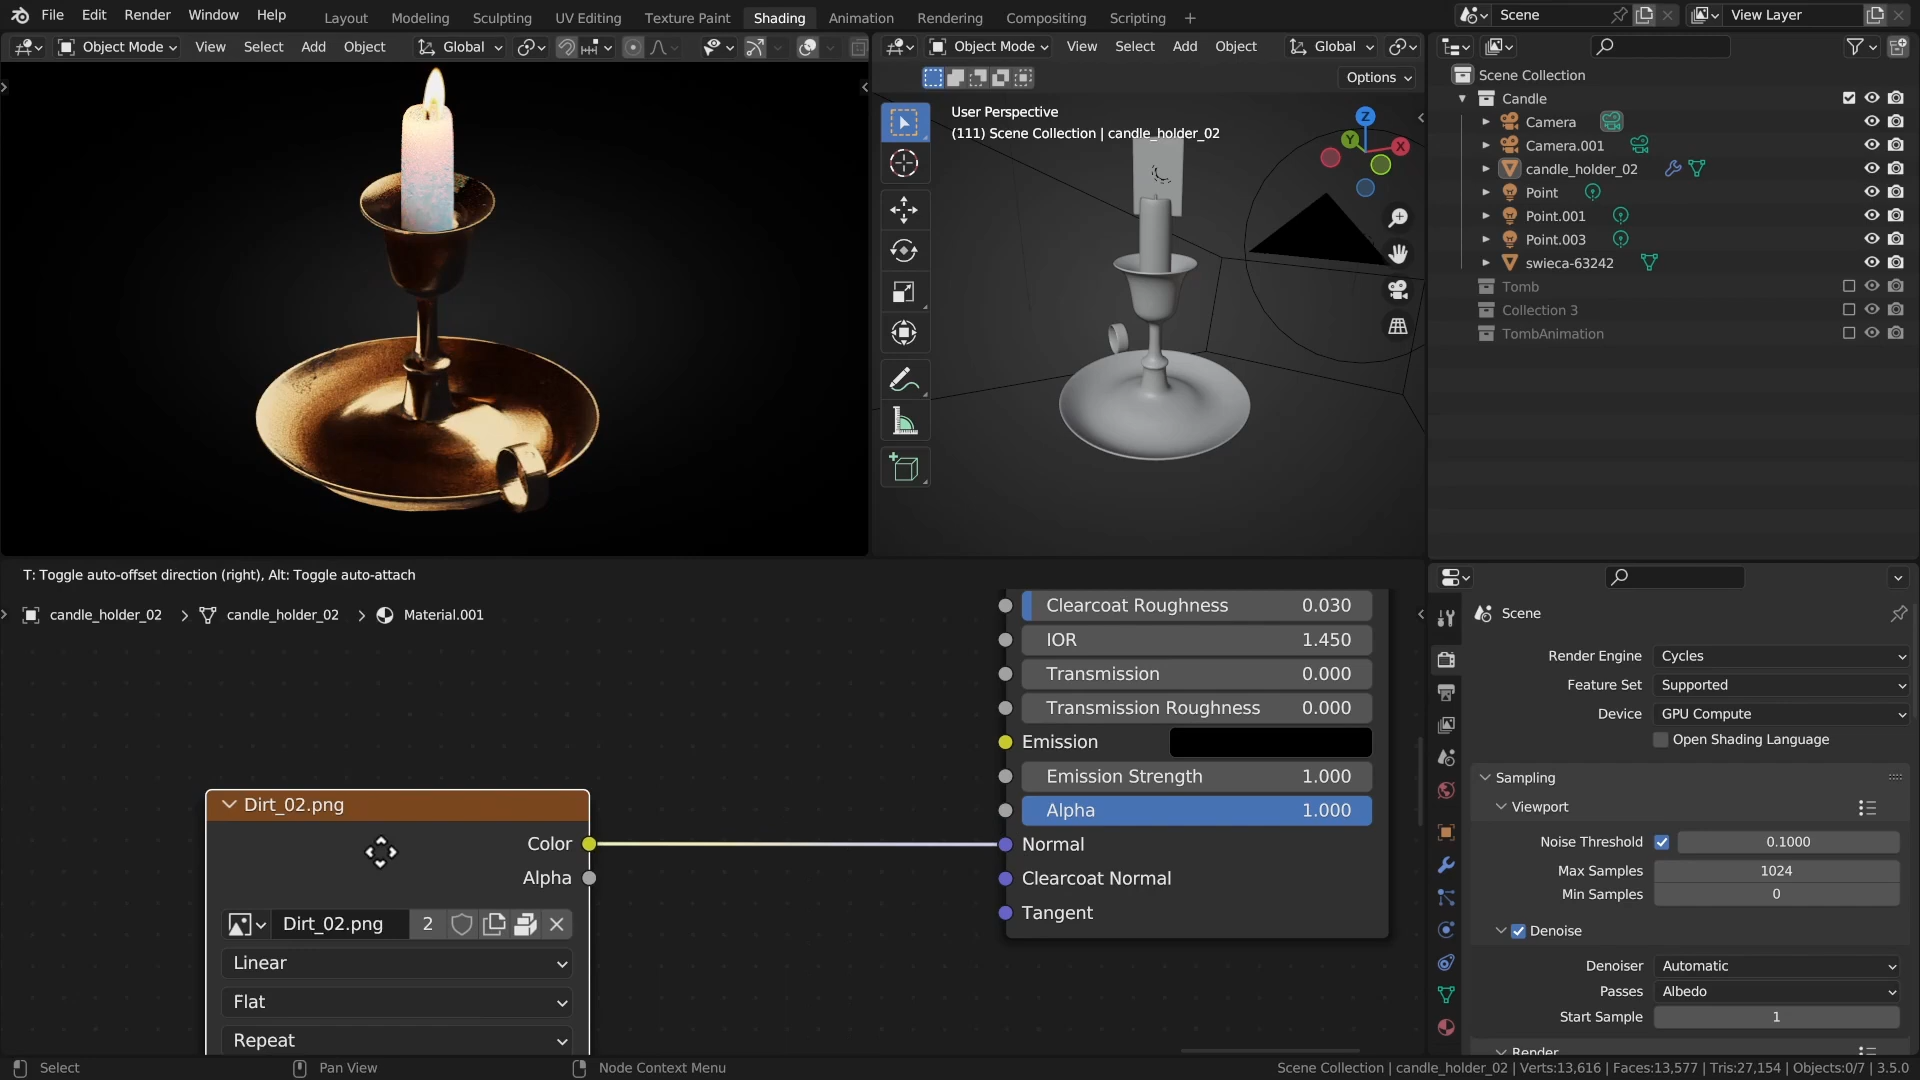 File Edit Render Window Help Layout Modeling Sculpting UV Editing Texture Paint Shading Animation Rendering Compositing Scripting + Scene View Layer
Object Mode View Select Add Object Global
Object Mode View Select Add Object Global
Options
User Perspective
(111) Scene Collection | candle_holder_02
Z
Y
X
Scene Collection
Candle
Camera
Camera.001
candle_holder_02
Point
Point.001
Point.003
swieca-63242
Tomb
Collection 3
TombAnimation
T: Toggle auto-offset direction (right), Alt: Toggle auto-attach
candle_holder_02 > candle_holder_02 > Material.001
Clearcoat Roughness 0.030
IOR 1.450
Transmission 0.000
Transmission Roughness 0.000
Emission
Emission Strength 1.000
Alpha 1.000
Normal
Clearcoat Normal
Tangent
Dirt_02.png
Color
Alpha
Dirt_02.png 2
Linear
Flat
Repeat
Scene
Render Engine Cycles
Feature Set Supported
Device GPU Compute
Open Shading Language
Sampling
Viewport
Noise Threshold 0.1000
Max Samples 1024
Min Samples 0
Denoise
Denoiser Automatic
Passes Albedo
Start Sample 1
Render
Select Pan View Node Context Menu Scene Collection | candle_holder_02 | Verts:13,616 | Faces:13,577 | Tris:27,154 | Objects:0/7 | 3.5.0